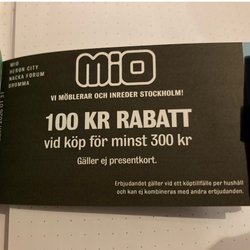 MIO
HERON CITY
NACKA FORUM
BROMMA
MiO
VI MÖBLERAR OCH INREDER STOCKHOLM!
100 KR RABATT
vid köp för minst 300 kr
Gäller ej presentkort.
Erbjudandet gäller vid ett köptillfälle per hushåll
och kan ej kombineras med andra erbjudanden.